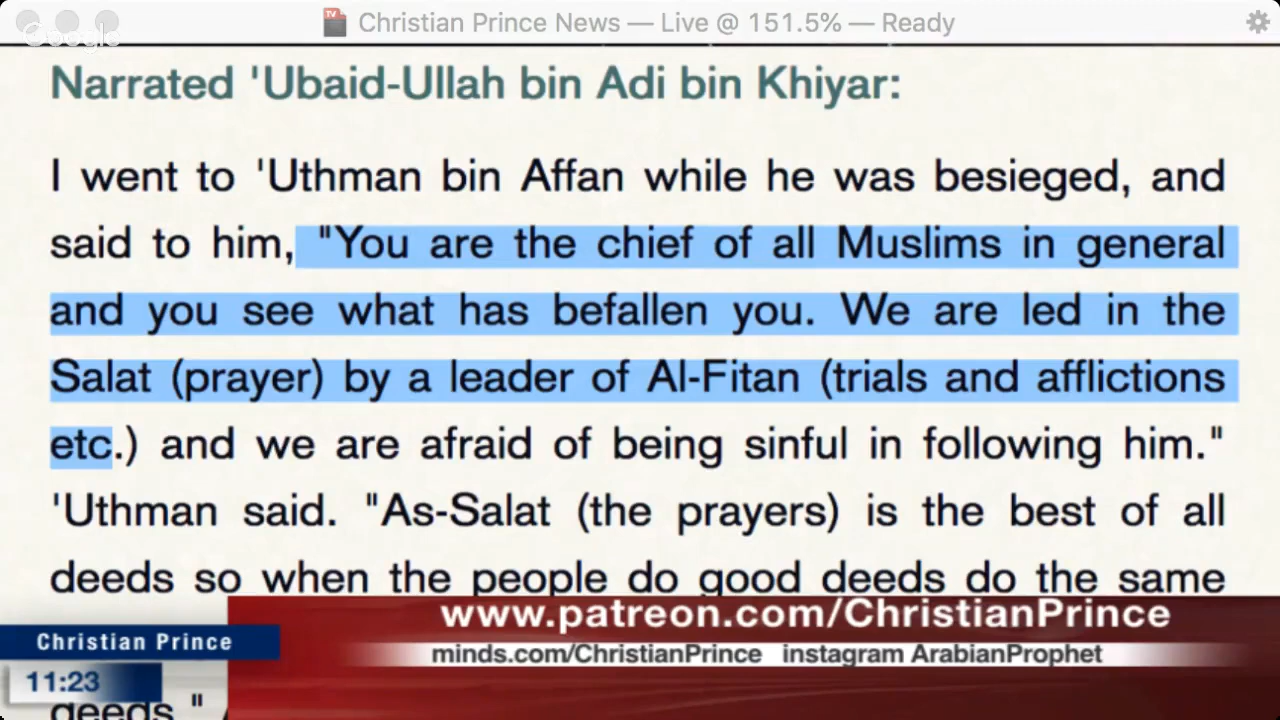 Christian Prince News — Live @ 151.5% — Ready
Google
Narrated 'Ubaid-Ullah bin Adi bin Khiyar:
I went to 'Uthman bin Affan while he was besieged, and
said to him, "You are the chief of all Muslims in general
and you see what has befallen you. We are led in the
Salat (prayer) by a leader of Al-Fitan (trials and afflictions
etc.) and we are afraid of being sinful in following him."
'Uthman said. "As-Salat (the prayers) is the best of all
deeds so when the people do good deeds do the same
www.patreon.com/ChristianPrince
Christian Prince
minds.com/ChristianPrince instagram ArabianProphet
11:23
deeds "